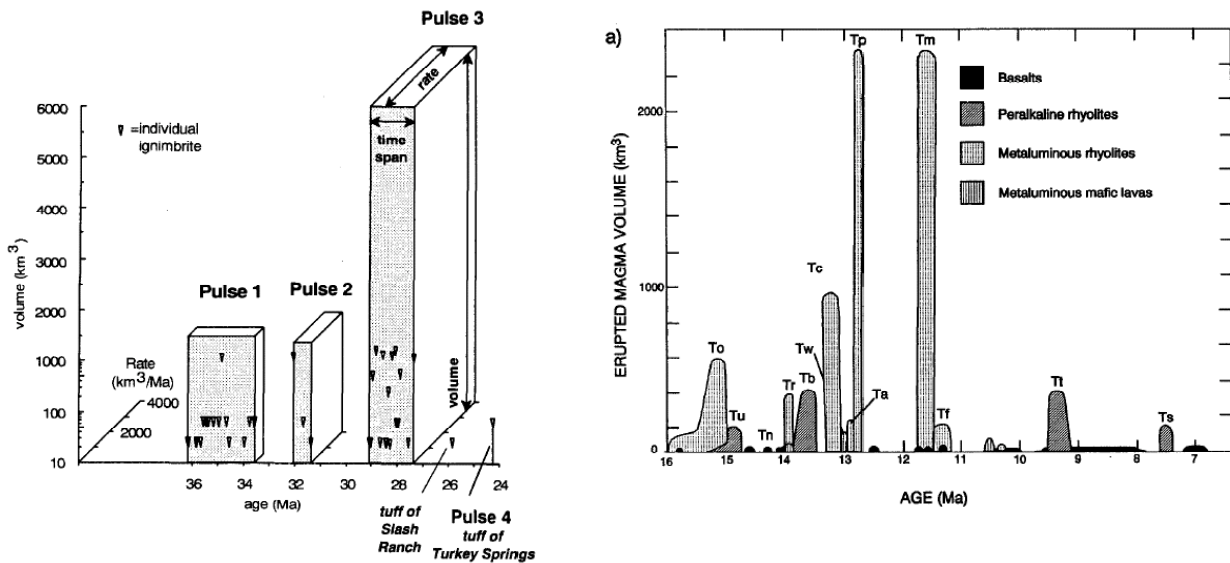 Pulse 3
rate
6000
=individual
ignimbrite
time
span
5000
4000
volume (km3)
3000
Pulse 1
Pulse 2
2000
1000
Rate
(km3/Ma)
4000
volume
100
2000
10
36
34
32
30
28
26
24
age (Ma)
tuff of
Slash
Ranch
Pulse 4
tuff of
Turkey Springs
a)
Tp
Tm
Basalts
2000
Peralkaline rhyolites
Metaluminous rhyolites
Metaluminous mafic lavas
ERUPTED MAGMA VOLUME (km3)
Tc
1000
To
Tw
Tr
Tb
Ta
Tt
Tu
Tn
Tf
Ts
0
16
15
14
13
12
11
10
9
8
7
AGE (Ma)